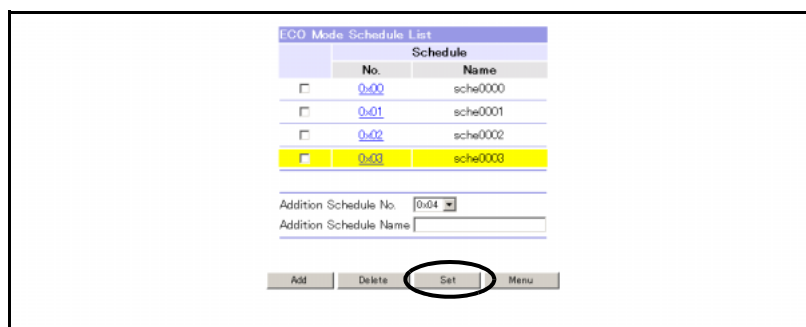 ECO Mode Schedule List
Schedule
No. Name
0x00 sche0000
0x01 sche0001
0x02 sche0002
0x03 sche0003
Addition Schedule No. 0x04
Addition Schedule Name
Add Delete Set Menu